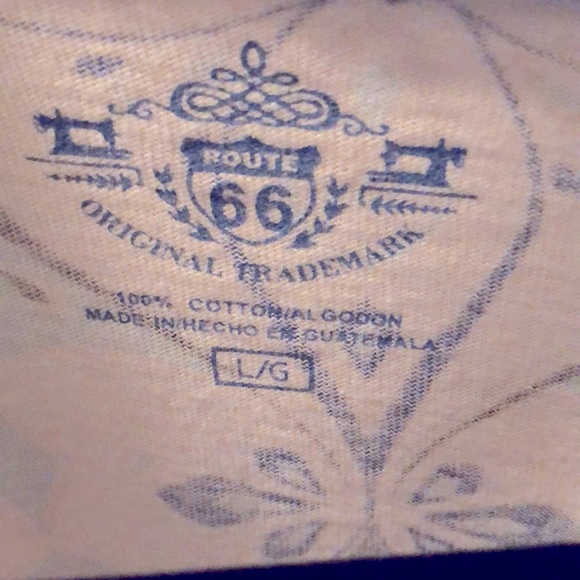 ROUTE
66
ORIGINAL TRADEMARK
100% COTTON/ALGODON
MADE IN/HECHO EN GUATEMALA
L/G